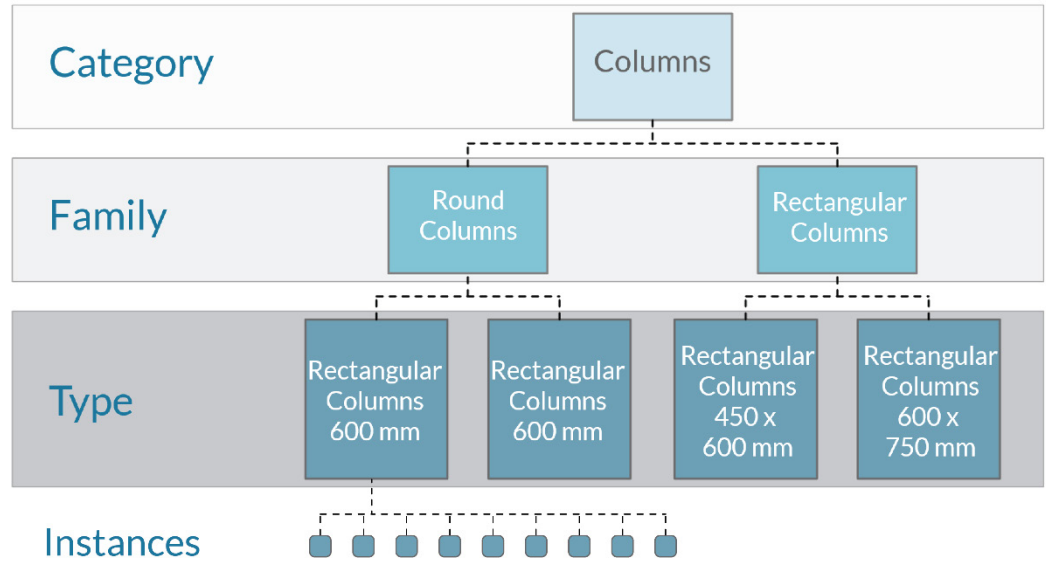 Category
Columns
Family
Round
Columns
Rectangular
Columns
Type
Rectangular
Columns
600 mm
Rectangular
Columns
600 mm
Rectangular
Columns
450 x
600 mm
Rectangular
Columns
600 x
750 mm
Instances